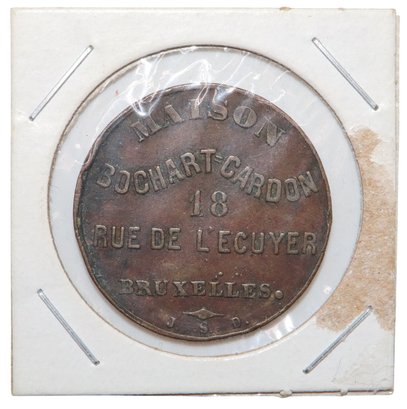 MAISON
BOCHART-CARDON
18
RUE DE L'ECUYER
BRUXELLES.
J. S. D.